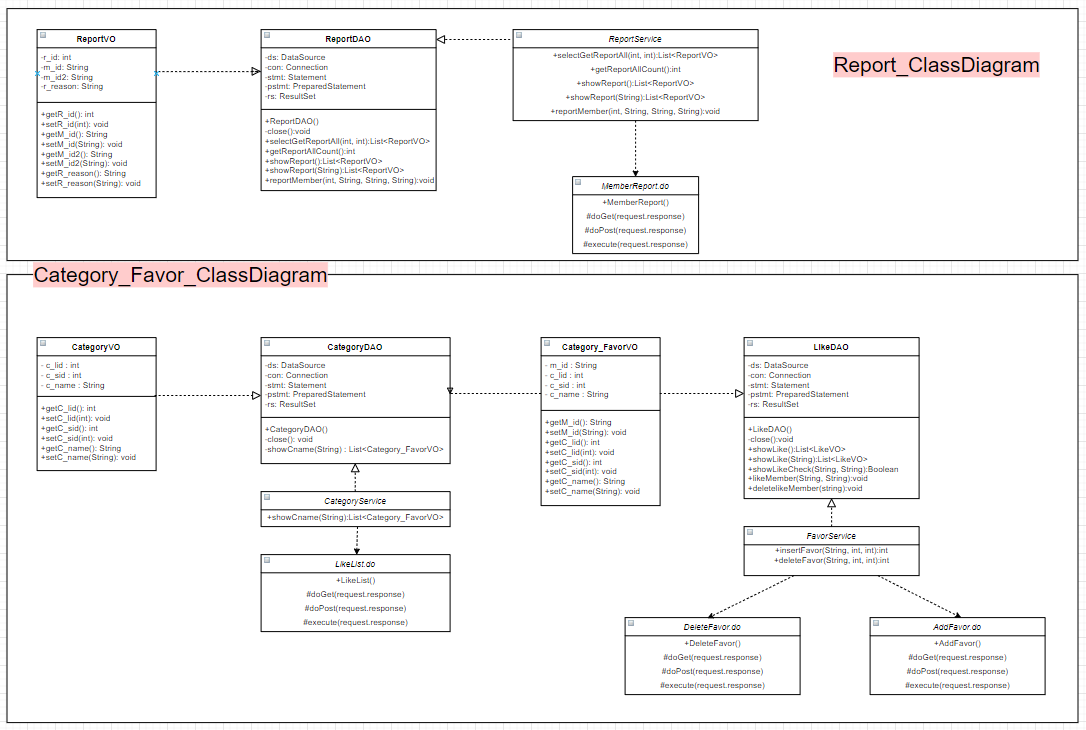 ReportVO
-r_id: int
-m_id: String
-m_id2: String
-r_reason: String
+getR_id(): int
+setR_id(int): void
+getM_id(): String
+setM_id(String): void
+getM_id2(): String
+setM_id2(String): void
+getR_reason(): String
+setR_reason(String): void
ReportDAO
-ds: DataSource
-con: Connection
-stmt: Statement
-pstmt: PreparedStatement
-rs: ResultSet
+ReportDAO()
-close():void
+selectGetReportAll(int, int):List<ReportVO>
+getReportAllCount():int
+showReport():List<ReportVO>
+showReport(String):List<ReportVO>
+reportMember(int, String, String, String):void
ReportService
+selectGetReportAll(int, int):List<ReportVO>
+getReportAllCount():int
+showReport():List<ReportVO>
+showReport(String):List<ReportVO>
+reportMember(int, String, String, String):void
Report_ClassDiagram
MemberReport.do
+MemberReport()
#doGet(request.response)
#doPost(request.response)
#execute(request.response)
Category_Favor_ClassDiagram
CategoryVO
- c_lid : int
- c_sid : int
- c_name : String
+getC_lid(): int
+setC_lid(int): void
+getC_sid(): int
+setC_sid(int): void
+getC_name(): String
+setC_name(String): void
CategoryDAO
-ds: DataSource
-con: Connection
-stmt: Statement
-pstmt: PreparedStatement
-rs: ResultSet
+CategoryDAO()
-close(): void
-showCname(String) : List<Category_FavorVO>
CategoryService
+showCname(String):List<Category_FavorVO>
LikeList.do
+LikeList()
#doGet(request.response)
#doPost(request.response)
#execute(request.response)
Category_FavorVO
- m_id : String
- c_lid : int
- c_sid : int
- c_name : String
+getM_id(): String
+setM_id(String): void
+getC_lid(): int
+setC_lid(int): void
+getC_sid(): int
+setC_sid(int): void
+getC_name(): String
+setC_name(String): void
LikeDAO
-ds: DataSource
-con: Connection
-stmt: Statement
-pstmt: PreparedStatement
-rs: ResultSet
+LikeDAO()
-close():void
+showLike():List<LikeVO>
+showLike(String):List<LikeVO>
+showLikeCheck(String, String):Boolean
+likeMember(String, String):void
+deletelikeMember(string):void
FavorService
+insertFavor(String, int, int):int
+deleteFavor(String, int, int):int
DeleteFavor.do
+DeleteFavor()
#doGet(request.response)
#doPost(request.response)
#execute(request.response)
AddFavor.do
+AddFavor()
#doGet(request.response)
#doPost(request.response)
#execute(request.response)